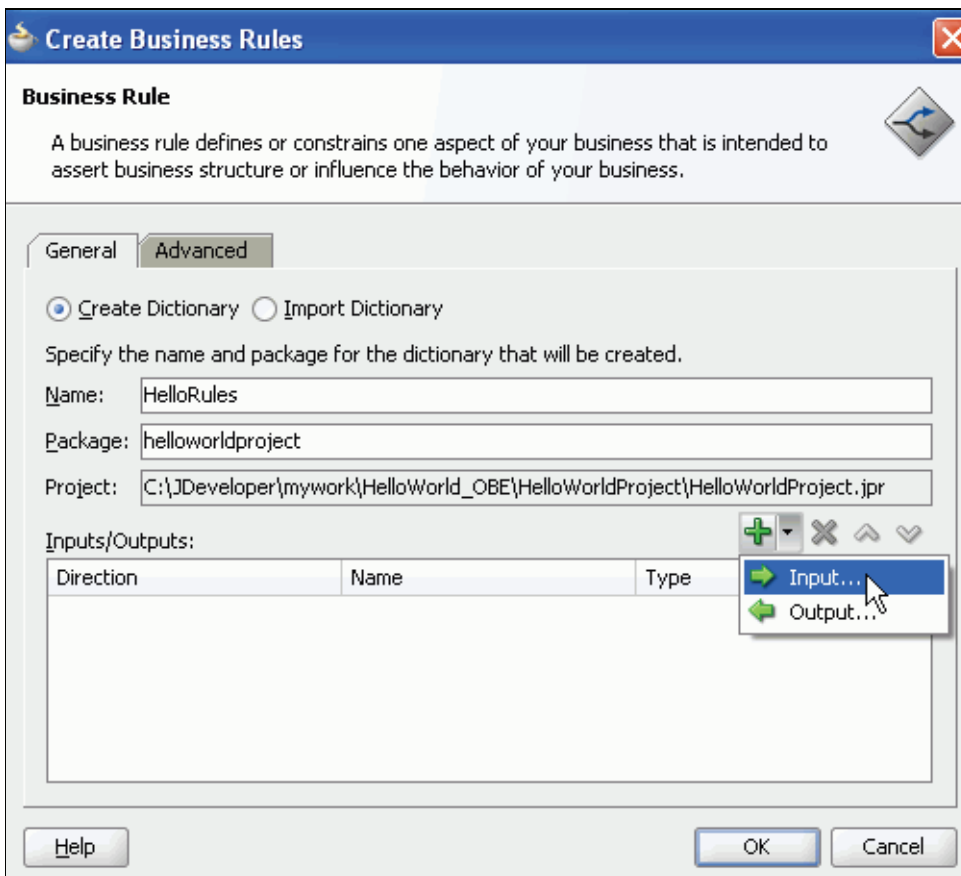 Create Business Rules
Business Rule
A business rule defines or constrains one aspect of your business that is intended to
assert business structure or influence the behavior of your business.
General Advanced
Create Dictionary Import Dictionary
Specify the name and package for the dictionary that will be created.
Name: HelloRules
Package: helloworldproject
Project: C:\JDeveloper\mywork\HelloWorld_OBE\HelloWorldProject\HelloWorldProject.jpr
Inputs/Outputs:
Direction Name Type
Input...
Output...
Help OK Cancel